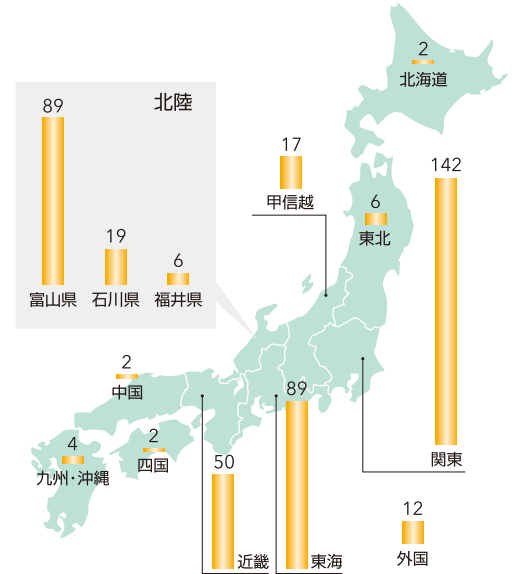 2
北海道
北陸
89
富山県
19
石川県
6
福井県
17
甲信越
6
東北
142
関東
2
中国
4
九州・沖縄
2
四国
50
近畿
89
東海
12
外国